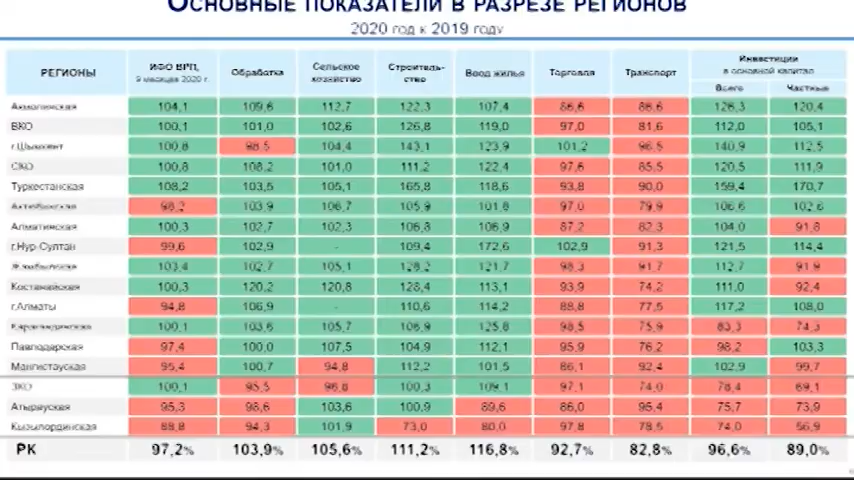 Основные показатели в разрезе регионов
2020 год к 2019 году
РЕГИОНЫ ИФО ВРП, 9 месяцев 2020 г. Обработка Сельское хозяйство Строительство Ввод жилья Торговля Транспорт Инвестиции в основной капитал
Всего Частные
Акмолинская 104,1 109,6 112,7 122,3 107,4 86,6 86,6 126,3 120,4
ВКО 100,1 101,0 102,6 126,8 119,0 97,0 81,6 112,0 105,1
г.Шымкент 100,8 98,5 104,4 143,1 123,9 101,2 96,5 140,9 112,5
СКО 100,8 108,2 101,0 111,2 122,4 97,6 85,5 120,5 111,9
Туркестанская 108,2 103,5 105,1 165,8 118,6 93,8 90,0 159,4 170,7
Актюбинская 98,2 103,9 106,7 105,9 101,8 97,0 79,9 106,6 102,6
Алматинская 100,3 102,7 102,3 106,8 106,9 87,2 82,3 104,0 91,8
г.Нур-Султан 99,6 102,9 - 109,4 172,6 102,9 91,3 121,5 114,4
Жамбылская 103,4 102,7 105,1 128,2 121,7 98,3 91,7 112,7 91,9
Костанайская 100,3 120,2 120,8 128,4 113,1 93,9 74,2 111,0 92,4
г.Алматы 94,8 106,9 - 110,6 114,2 88,8 77,5 117,2 108,0
Карагандинская 100,1 103,6 105,7 106,9 125,8 98,5 75,9 83,3 74,3
Павлодарская 97,4 100,0 107,5 104,9 112,1 95,9 76,2 98,2 103,3
Мангистауская 95,4 100,7 94,8 112,2 101,5 86,1 92,4 102,9 99,7
ЗКО 100,1 95,5 96,8 100,3 109,1 97,1 74,0 78,4 69,1
Атырауская 95,3 98,6 103,6 100,9 89,6 86,0 95,4 75,7 73,9
Кызылординская 88,8 94,3 101,9 73,0 80,0 97,8 78,5 74,0 56,9
РК 97,2% 103,9% 105,6% 111,2% 116,8% 92,7% 82,8% 96,6% 89,0%